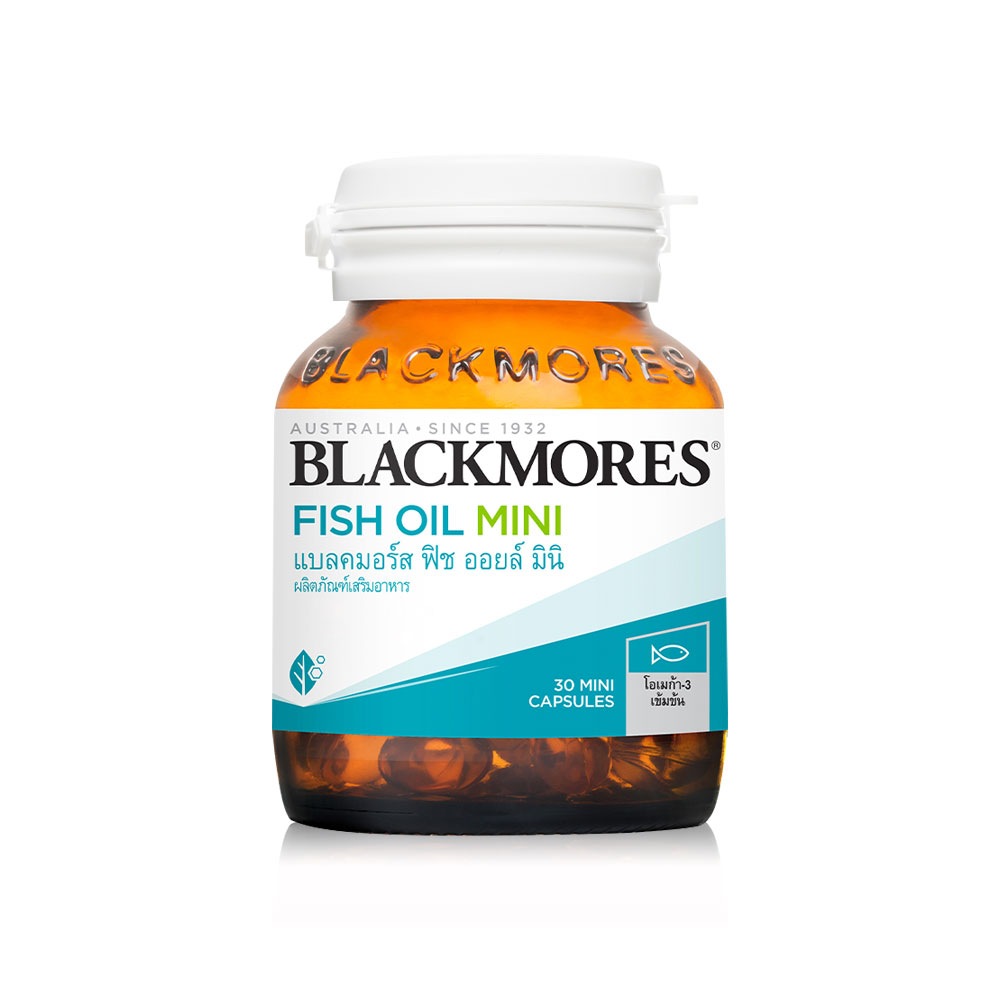 BLACKMORES
AUSTRALIA • SINCE 1932
BLACKMORES®
FISH OIL MINI
แบลคมอร์ส ฟิช ออยล์ มินิ
ผลิตภัณฑ์เสริมอาหาร
30 MINI
CAPSULES
โอเมก้า-3
เข้มข้น